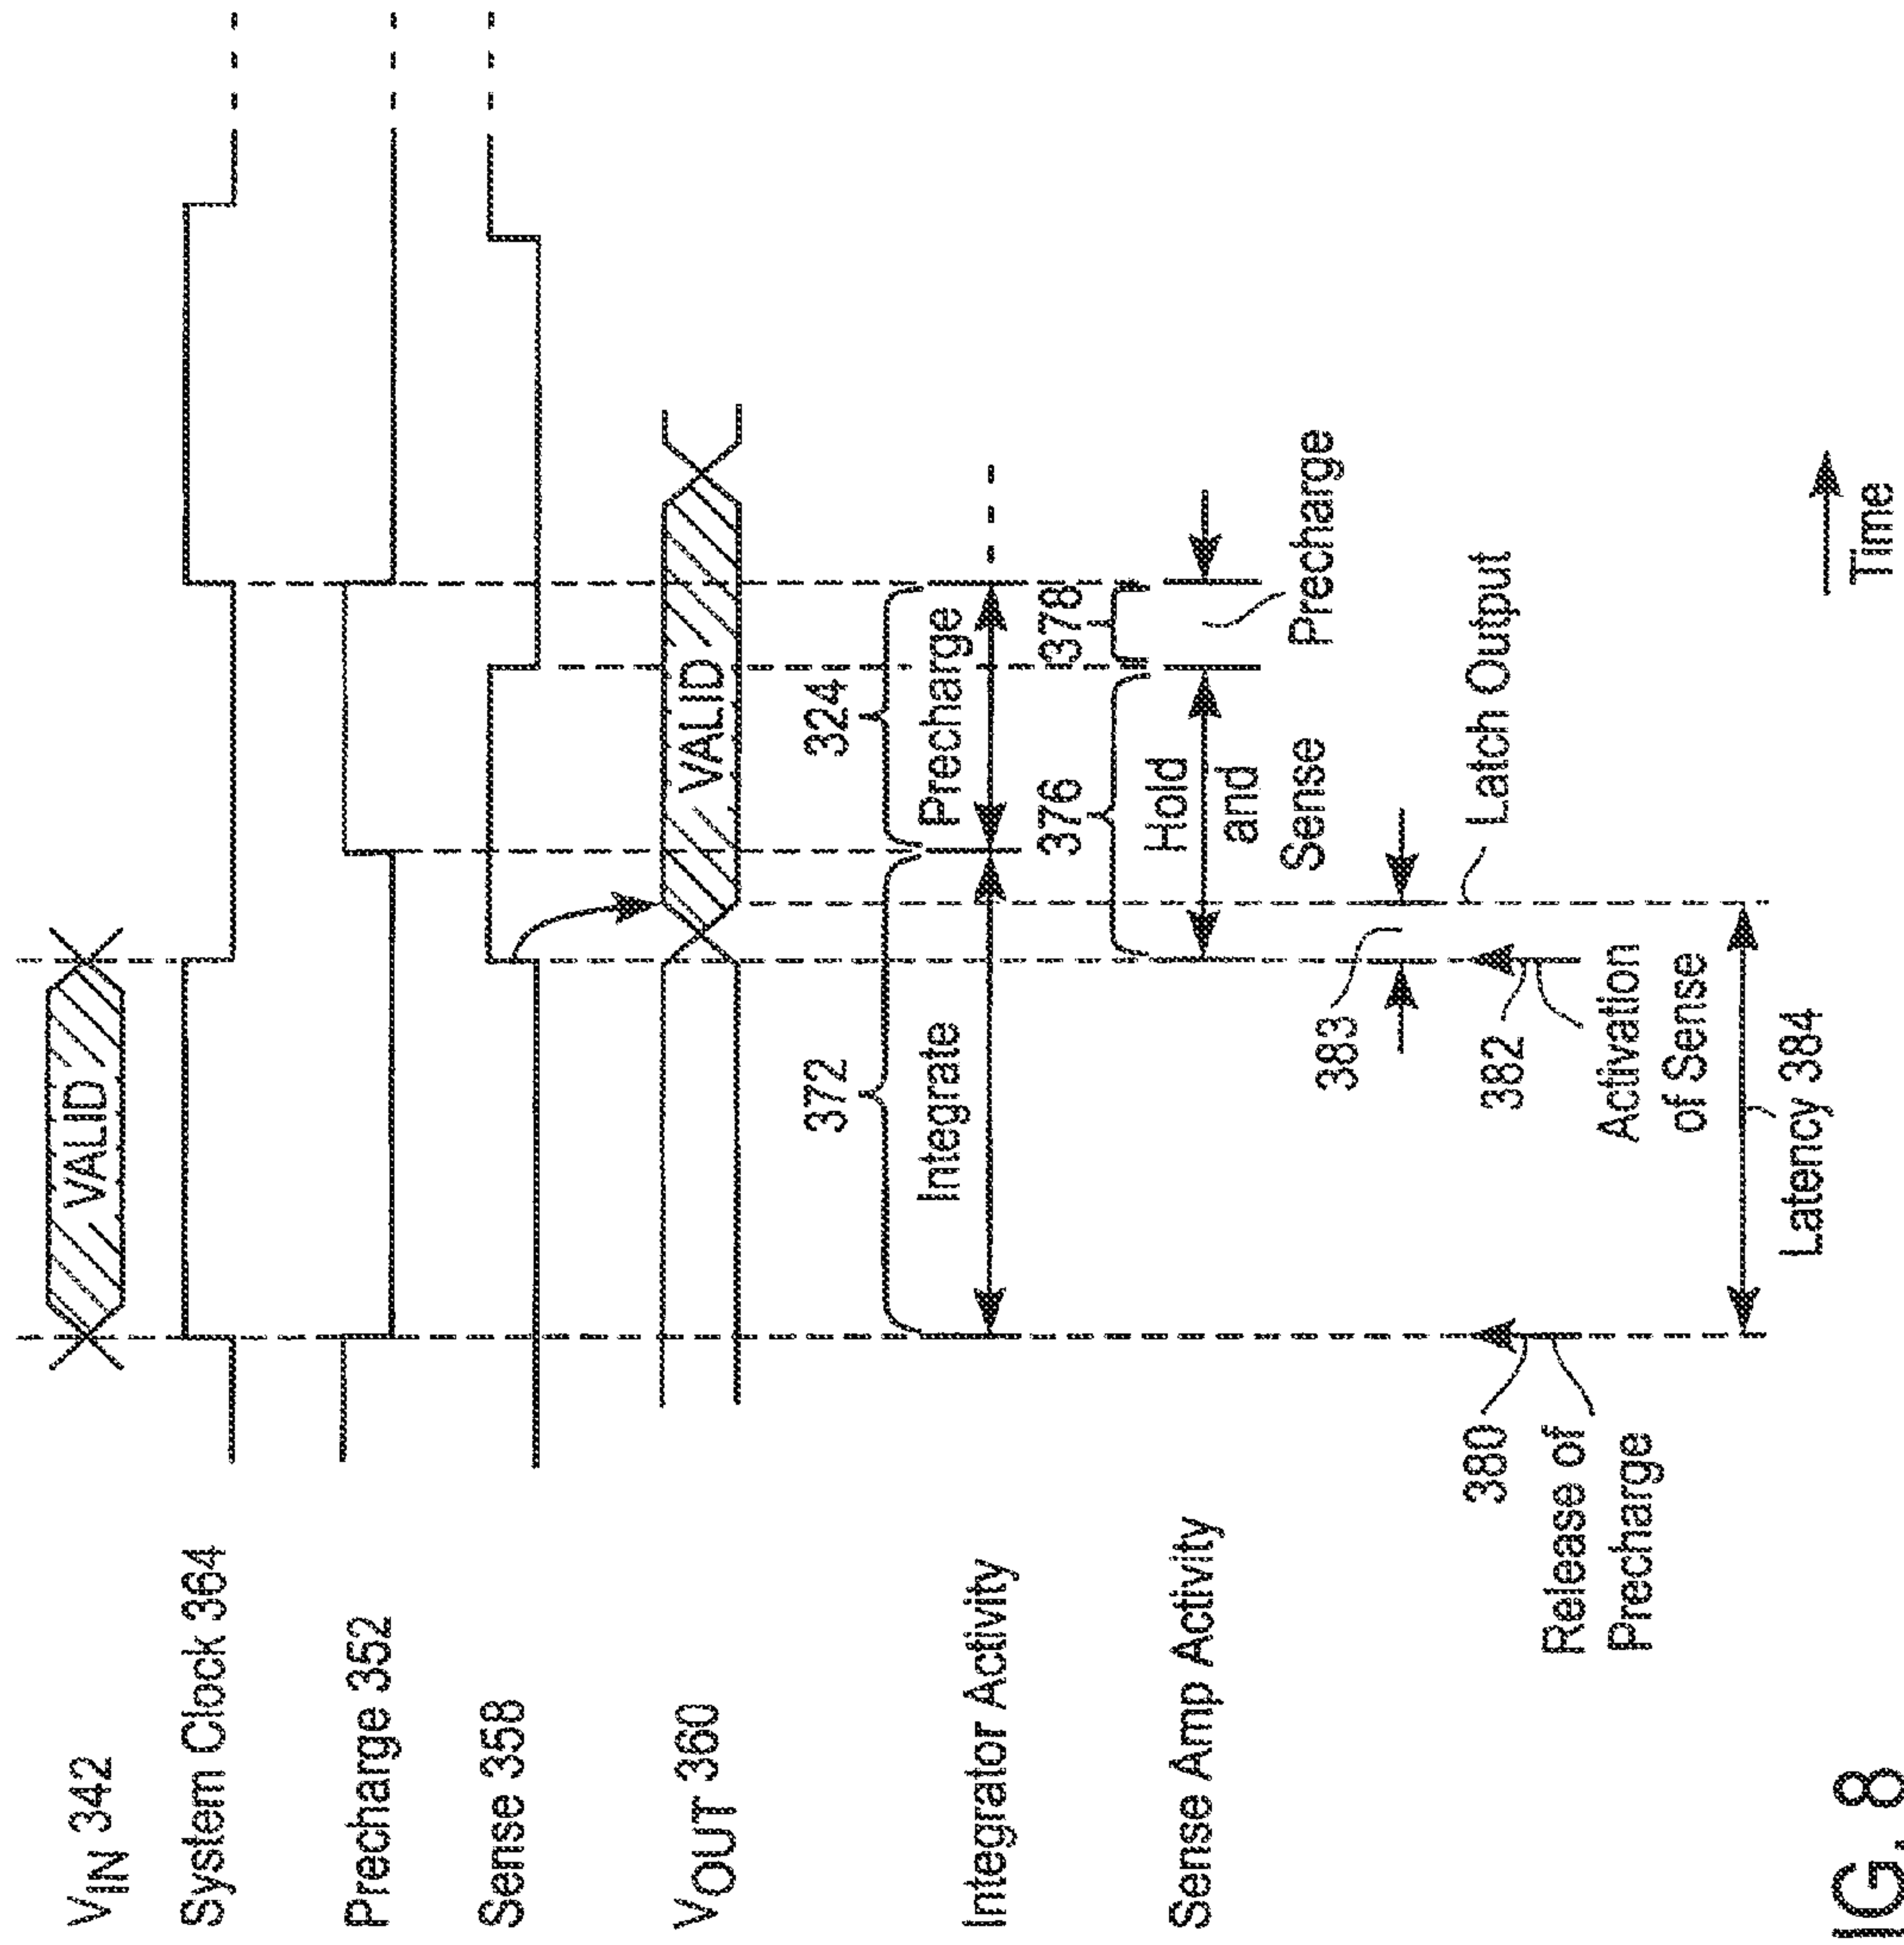 VIN 342
VALID
System Clock 364
Precharge 352
Sense 358
VOUT 360
VALID
372
324
Integrator Activity
Integrate
Precharge
376
378
Sense Amp Activity
Hold
and
Sense
Precharge
383
380
382
Latch Output
Release of
Precharge
Activation
of Sense
Latency 384
Time
IG. 8